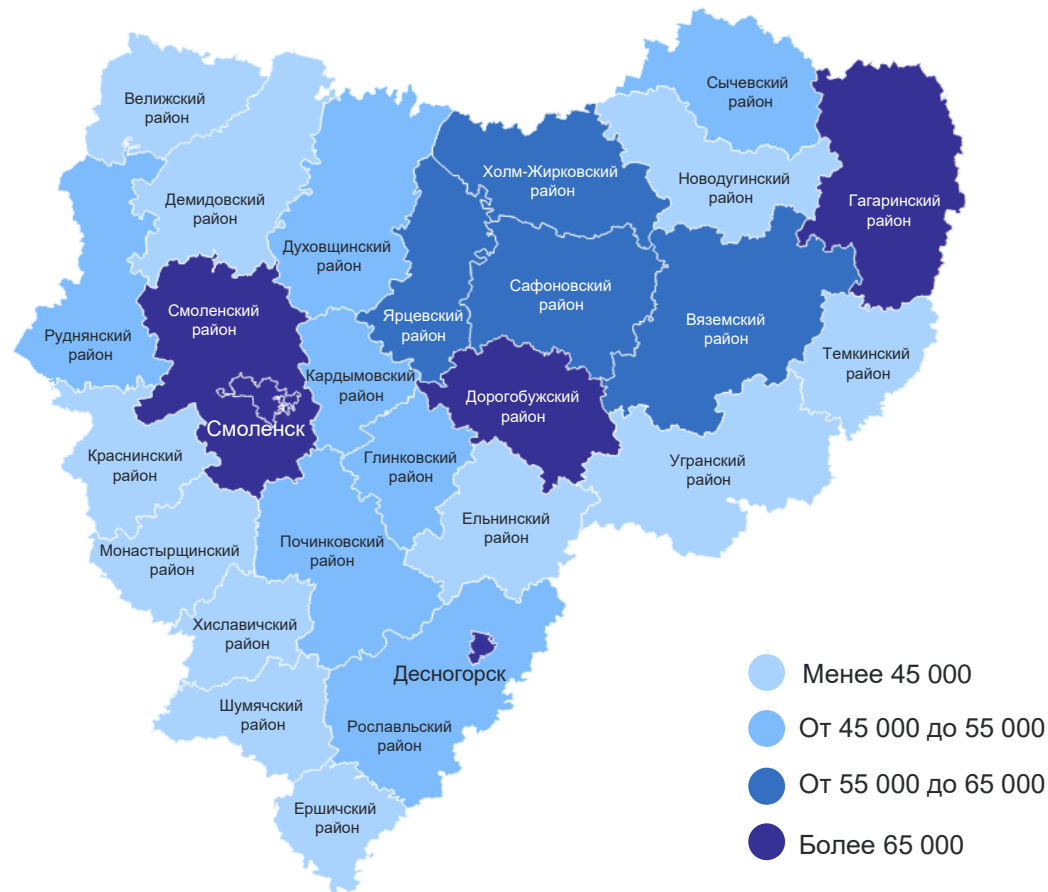 Сычевский
район
Велижский
район
Холм-Жирковский
район
Новодугинский
район
Демидовский
район
Гагаринский
район
Духовщинский
район
Сафоновский
район
Смоленский
район
Ярцевский
район
Вяземский
район
Руднянский
район
Темкинский
район
Кардымовский
район
Дорогобужский
район
Смоленск
Краснинский
район
Глинковский
район
Угранский
район
Ельнинский
район
Монастырщинский
район
Починковский
район
Хиславичский
район
Десногорск
Шумячский
район
Рославльский
район
Ершичский
район
Менее 45 000
От 45 000 до 55 000
От 55 000 до 65 000
Более 65 000